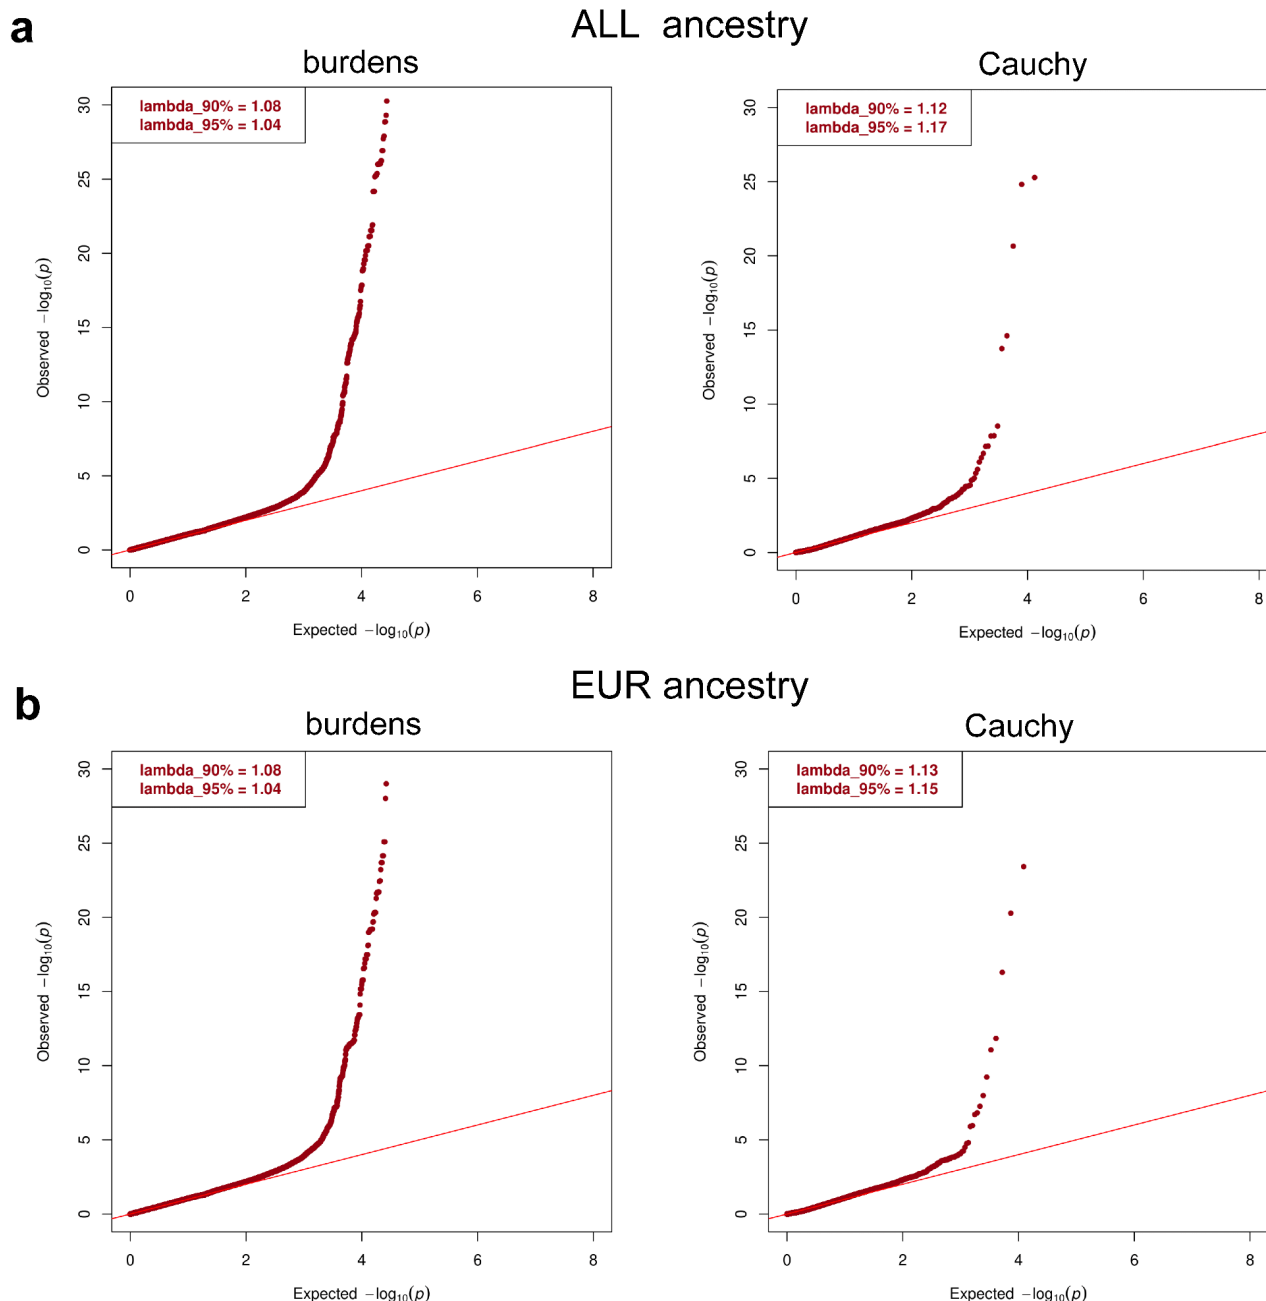 a
ALL ancestry
burdens
lambda_90% = 1.08
lambda_95% = 1.04
30
25
20
15
10
5
0
Observed −log10(p)
0 2 4 6 8
Expected −log10(p)
Cauchy
lambda_90% = 1.12
lambda_95% = 1.17
30
25
20
15
10
5
0
Observed −log10(p)
0 2 4 6 8
Expected −log10(p)
b
EUR ancestry
burdens
lambda_90% = 1.08
lambda_95% = 1.04
30
25
20
15
10
5
0
Observed −log10(p)
0 2 4 6 8
Expected −log10(p)
Cauchy
lambda_90% = 1.13
lambda_95% = 1.15
30
25
20
15
10
5
0
Observed −log10(p)
0 2 4 6 8
Expected −log10(p)